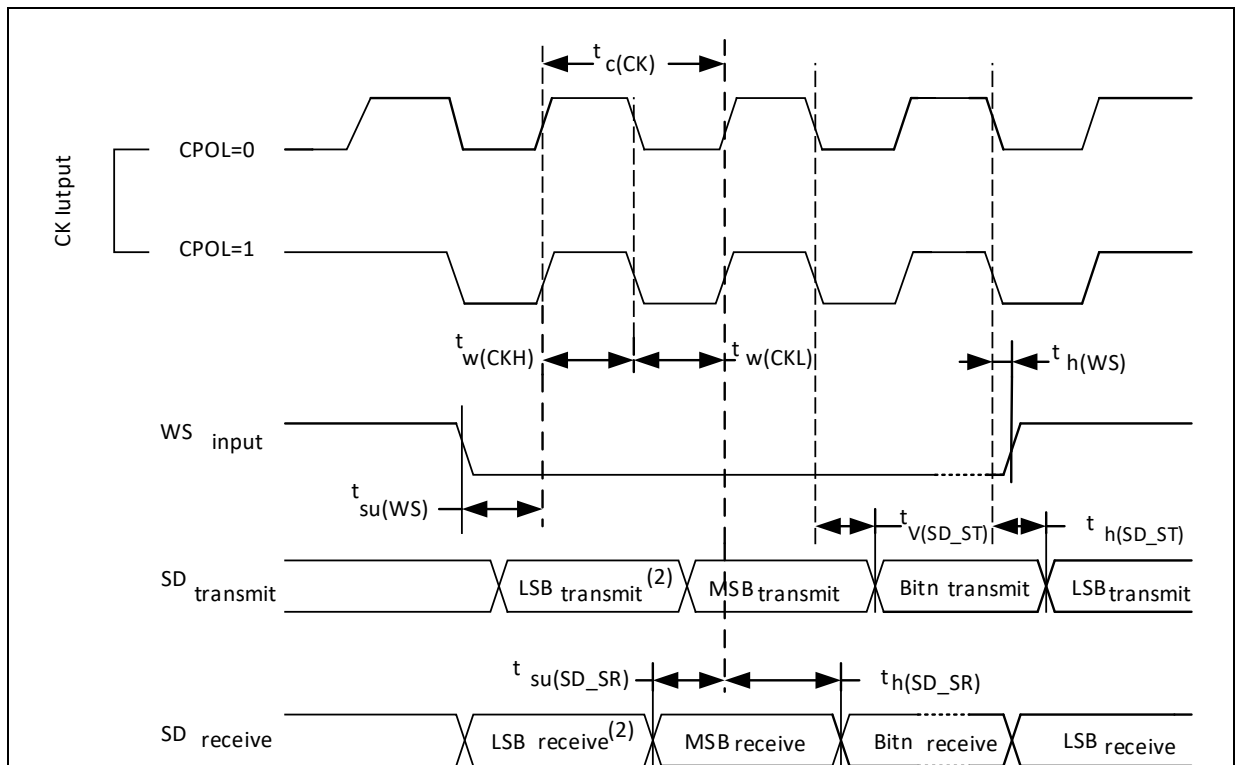 t c(CK)
CK Iutput
CPOL=0
CPOL=1
t w(CKH)
t w(CKL)
t h(WS)
WS input
t su(WS)
t V(SD_ST)
t h(SD_ST)
SD transmit
LSB transmit(2)
MSB transmit
Bitn transmit
LSB transmit
t su(SD_SR)
t h(SD_SR)
SD receive
LSB receive(2)
MSB receive
Bitn receive
LSB receive